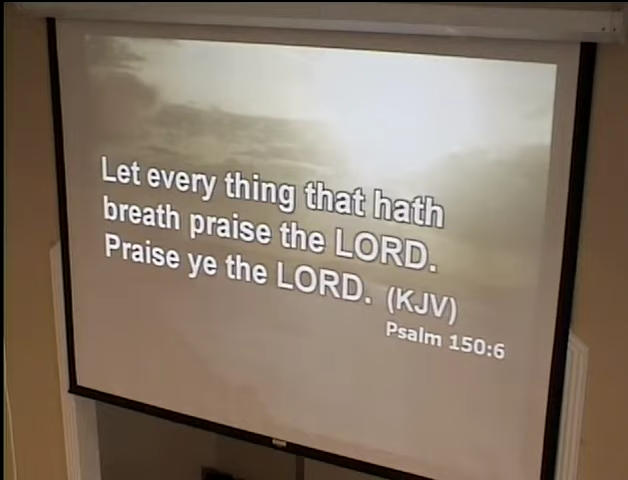 Let every thing that hath
breath praise the LORD.
Praise ye the LORD. (KJV)
Psalm 150:6